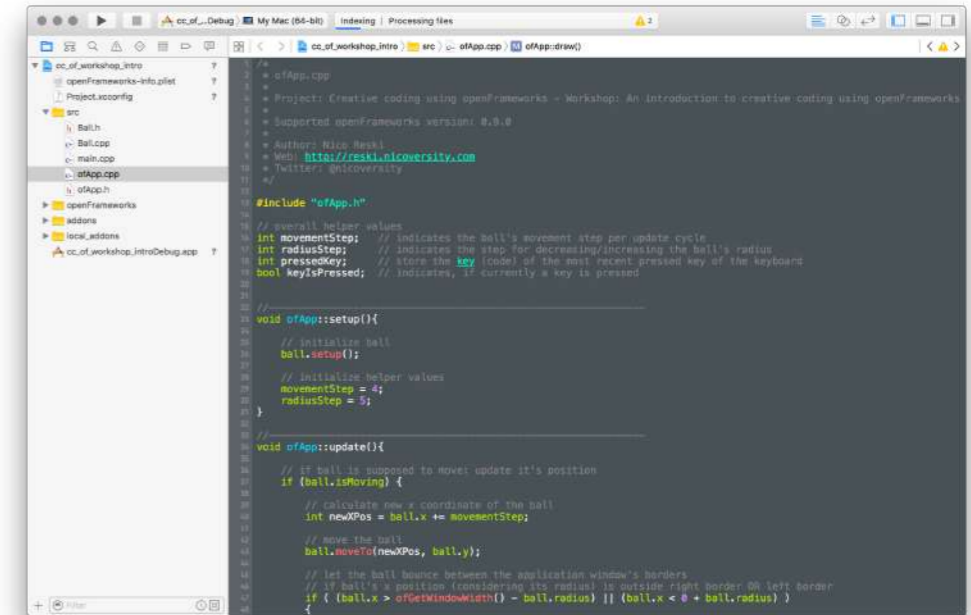 cc_of_...Debug
My Mac (64-bit)
Indexing | Processing files
2
cc_of_workshop_intro
src
ofApp.cpp
M ofApp::draw()
cc_of_workshop_intro ?
openFrameworks-Info.plist ?
Project.xcconfig ?
src
h Ball.h
c+ Ball.cpp
c+ main.cpp
c+ ofApp.cpp
h ofApp.h
openFrameworks
addons
local_addons
cc_of_workshop_introDebug.app ?
Filter
/*
* ofApp.cpp
*
* Project: Creative coding using openFrameworks - Workshop: An introduction to creative coding using openFrameworks
*
* Supported openFrameworks version: 0.9.0
*
* Author: Nico Reski
* Web: http://reski.nicoversity.com
* Twitter: @nicoversity
*/
#include "ofApp.h"
// overall helper values
int movementStep; // indicates the ball's movement step per update cycle
int radiusStep; // indicates the step for decreasing/increasing the ball's radius
int pressedKey; // store the key (code) of the most recent pressed key of the keyboard
bool keyIsPressed; // indicates, if currently a key is pressed
//--------------------------------------------------------------
void ofApp::setup(){
// initialize ball
ball.setup();
// initialize helper values
movementStep = 4;
radiusStep = 5;
}
//--------------------------------------------------------------
void ofApp::update(){
// if ball is supposed to move: update it's position
if (ball.isMoving) {
// calculate new x coordinate of the ball
int newXPos = ball.x += movementStep;
// move the ball
ball.moveTo(newXPos, ball.y);
// let the ball bounce between the application window's borders
// if ball's x position (considering its radius) is outside right border OR left border
if ( (ball.x > ofGetWindowWidth() - ball.radius) || (ball.x < 0 + ball.radius) )
{